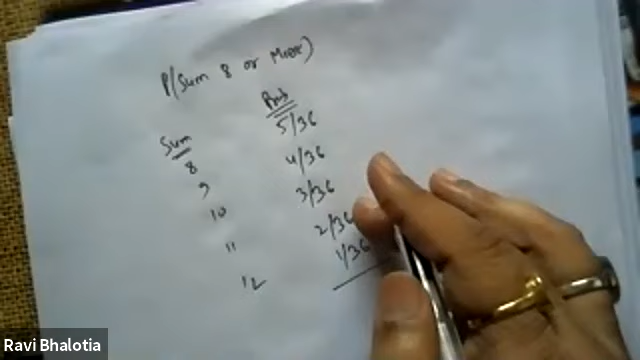 P(Sum 8 or More)
Sum Prob
8 5/36
9 4/36
10 3/36
11 2/36
12 1/36
Ravi Bhalotia